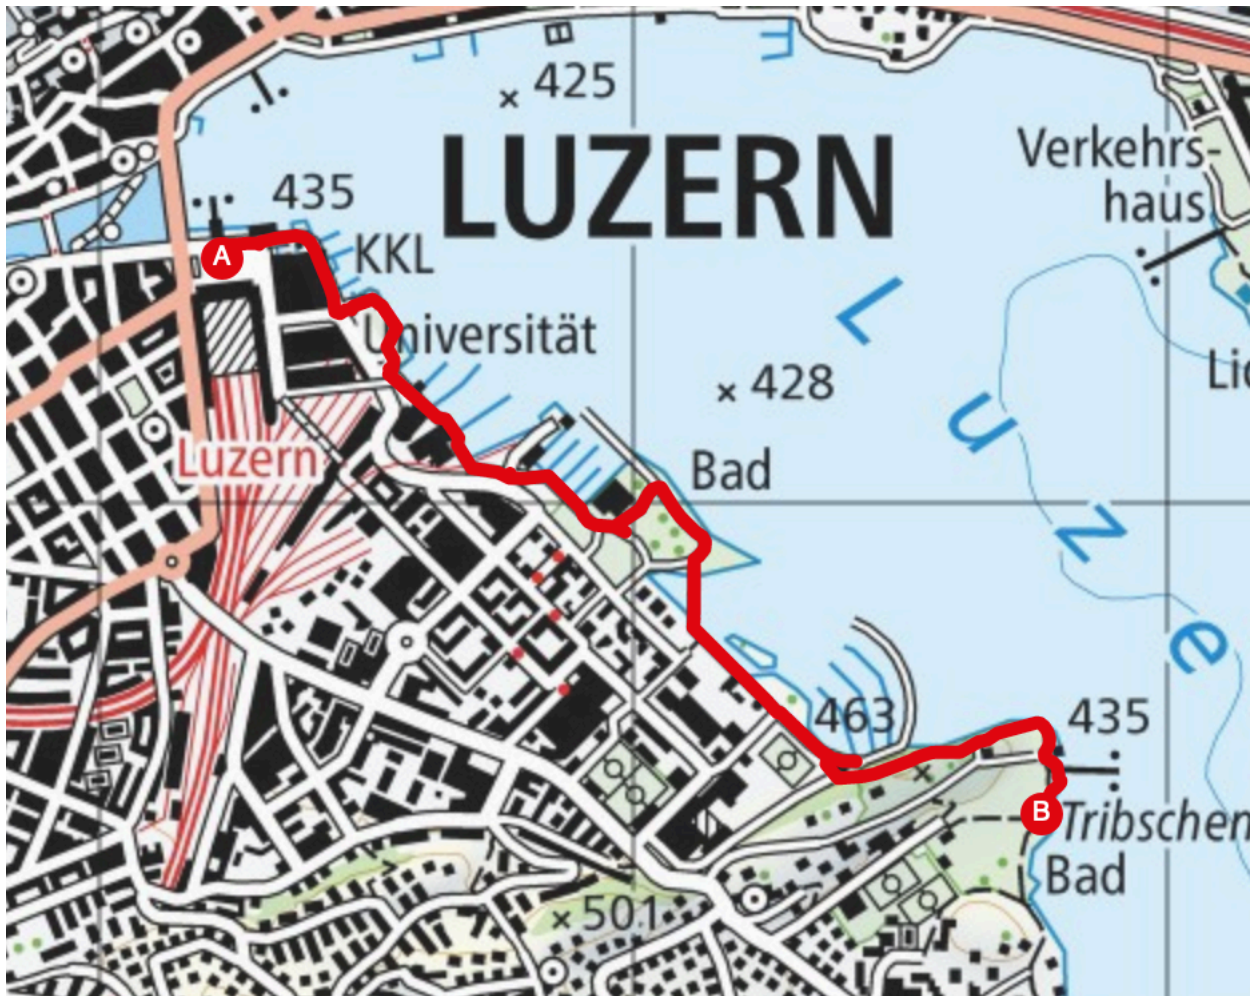 425
LUZERN
Verkehrs-
haus
435
KKL
Universität
L
u
z
e
428
Bad
Luzern
463
435
A
B
Tribschen
Bad
501